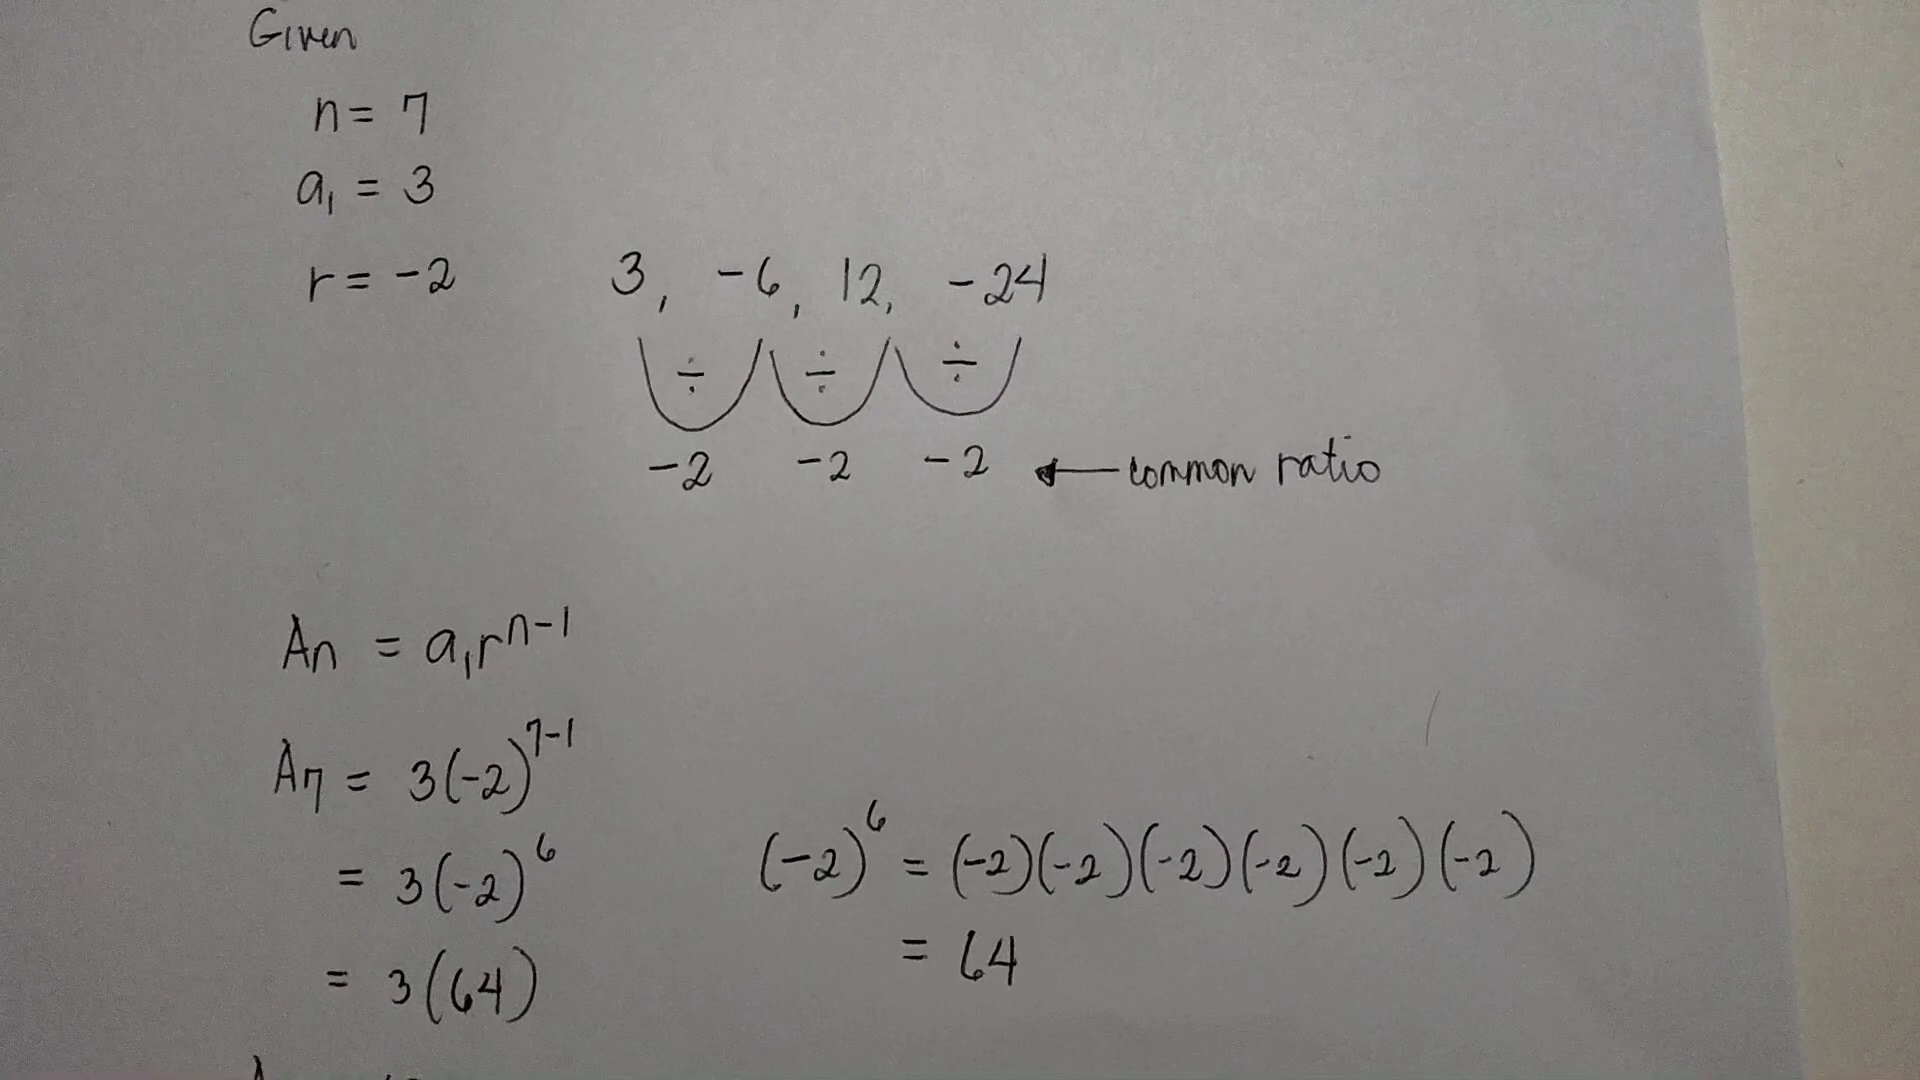 Given
n = 7
a₁ = 3
r = -2
3, -6, 12, -24
÷ ÷ ÷
-2 -2 -2 ← common ratio
An = a₁rⁿ⁻¹
A₇ = 3(-2)⁷⁻¹
= 3(-2)⁶
(-2)⁶ = (-2)(-2)(-2)(-2)(-2)(-2)
= 3(64)
= 64